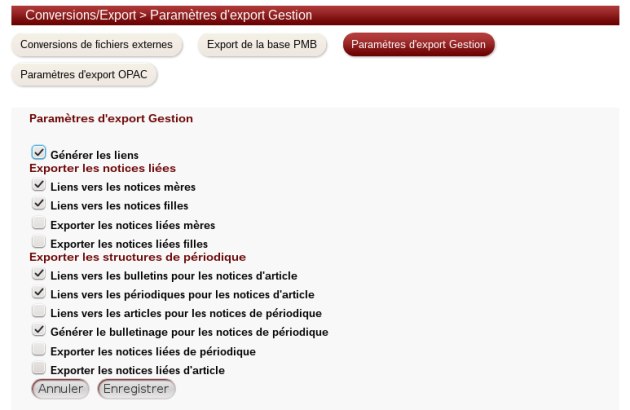 Conversions/Export > Paramètres d'export Gestion
Conversions de fichiers externes
Export de la base PMB
Paramètres d'export Gestion
Paramètres d'export OPAC
Paramètres d'export Gestion
Générer les liens
Exporter les notices liées
Liens vers les notices mères
Liens vers les notices filles
Exporter les notices liées mères
Exporter les notices liées filles
Exporter les structures de périodique
Liens vers les bulletins pour les notices d'article
Liens vers les périodiques pour les notices d'article
Liens vers les articles pour les notices de périodique
Générer le bulletinage pour les notices de périodique
Exporter les notices liées de périodique
Exporter les notices liées d'article
Annuler Enregistrer